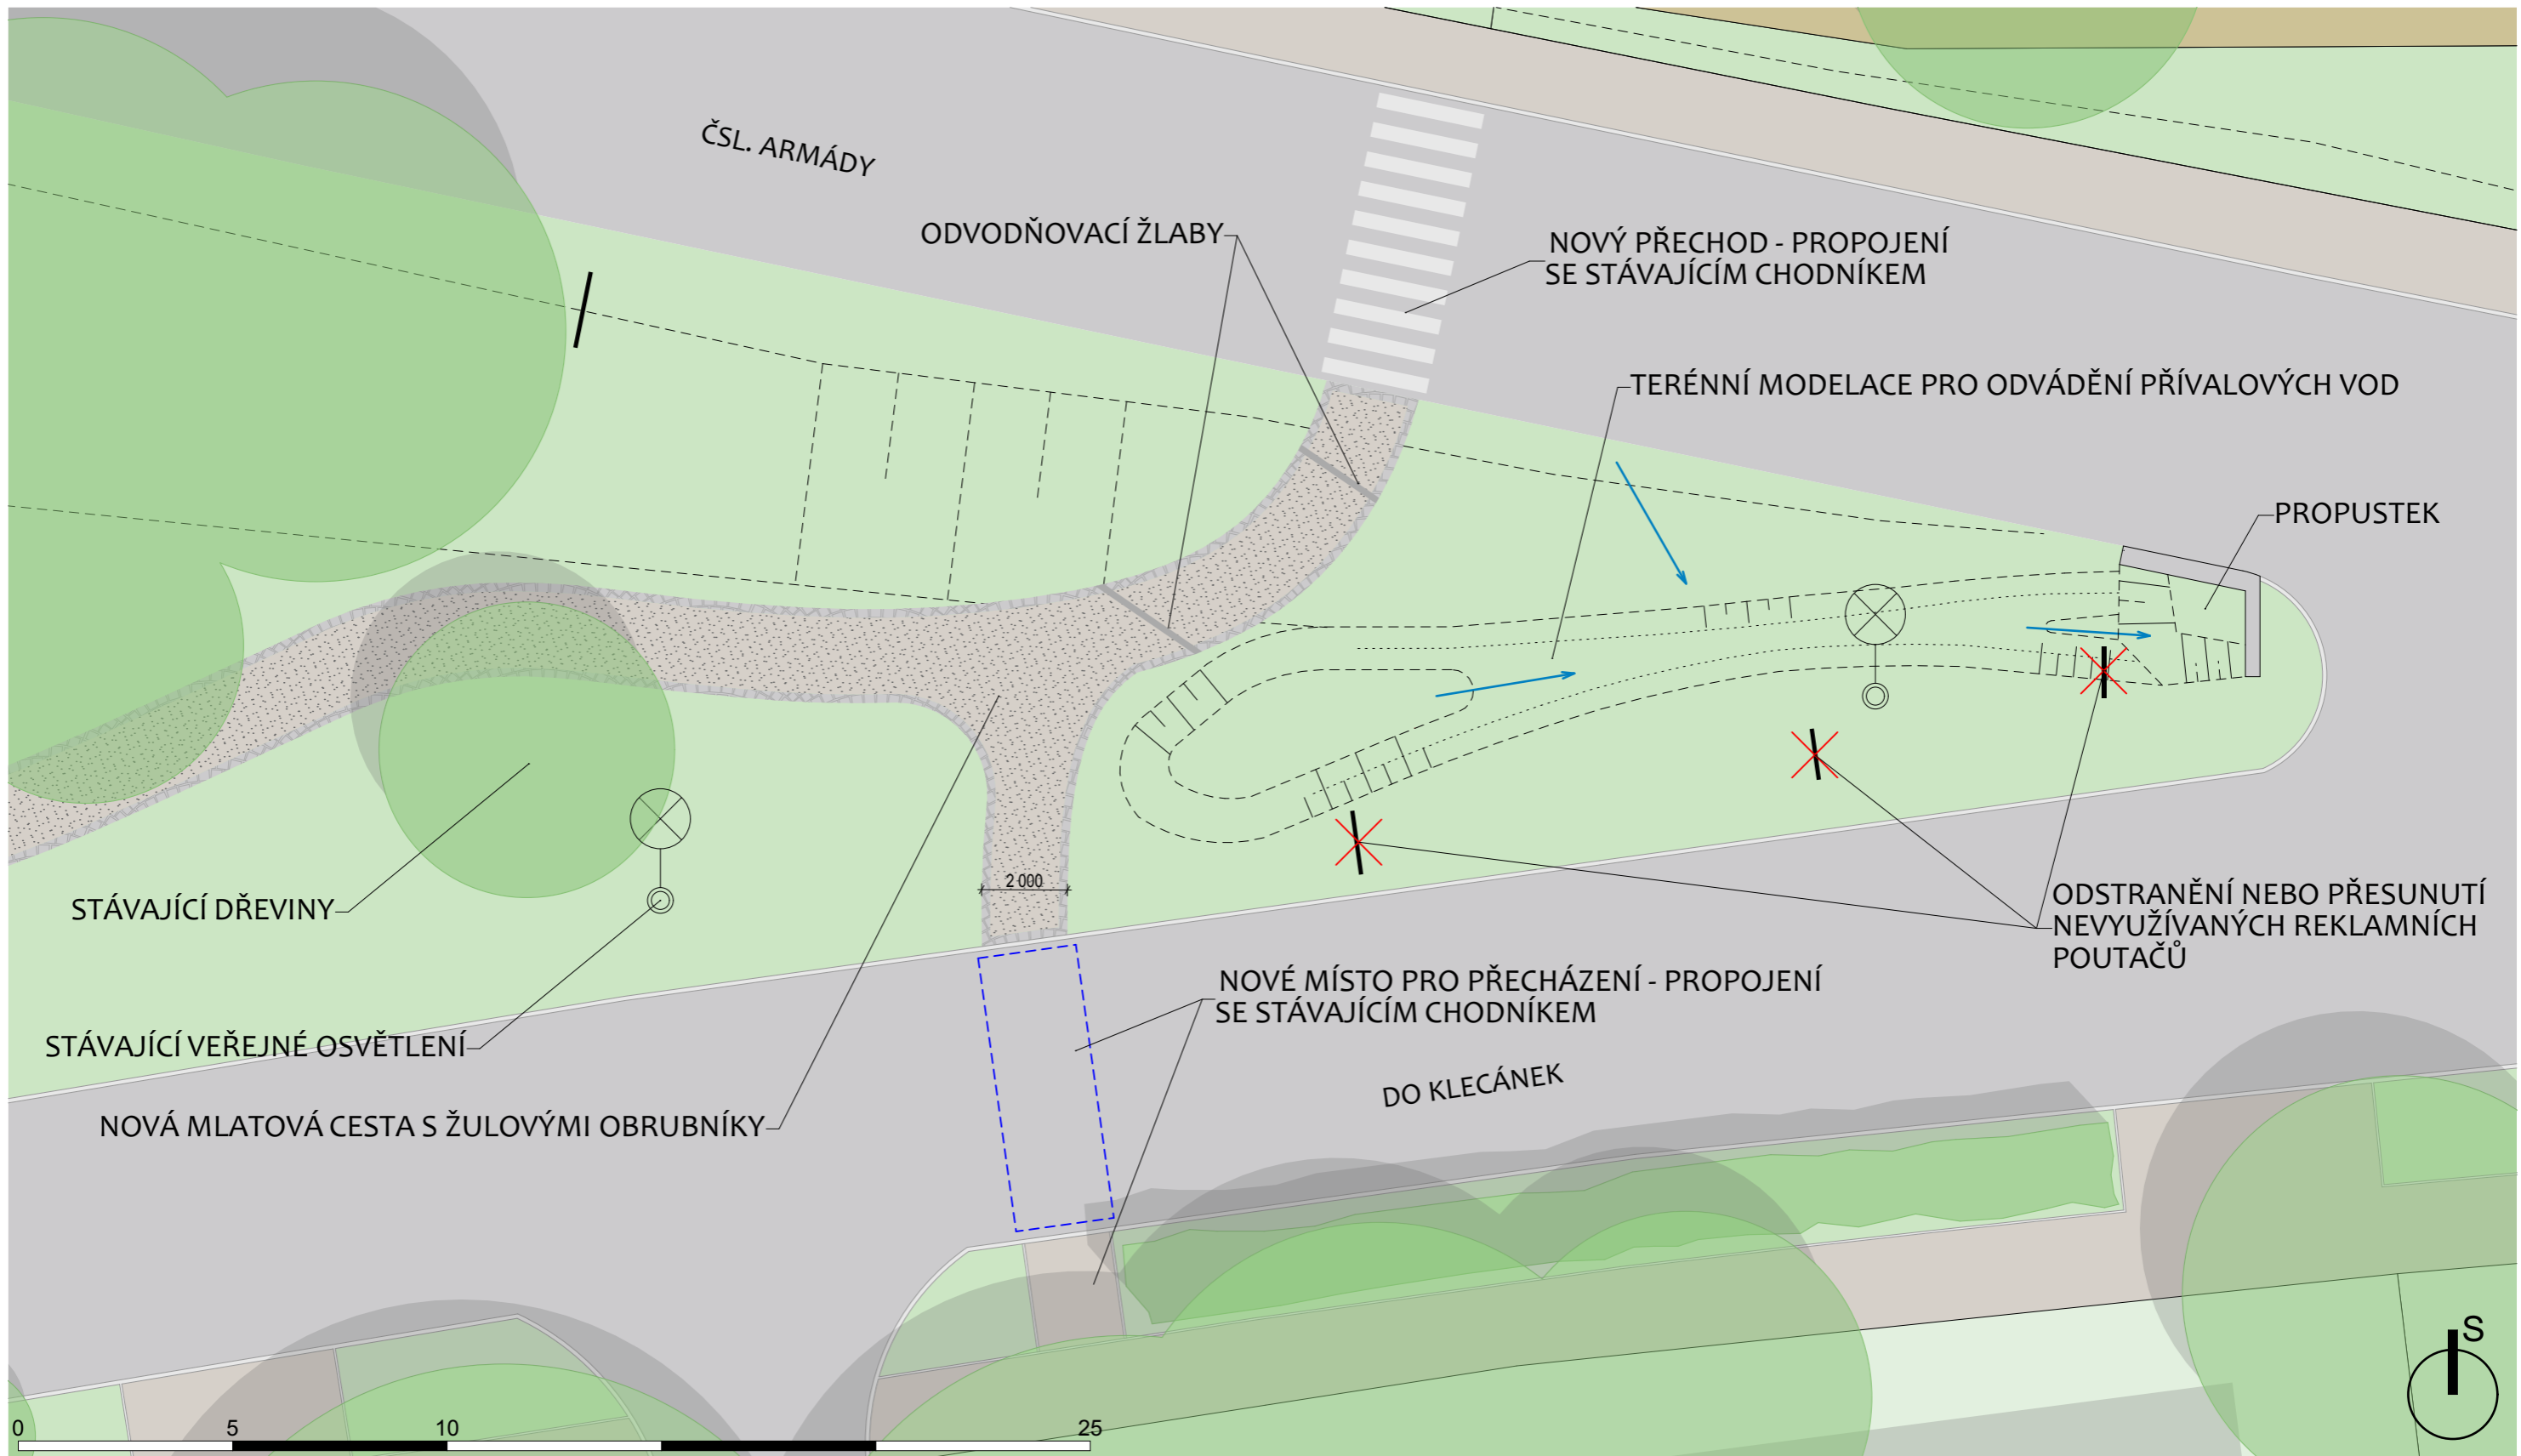 ČSL. ARMÁDY
ODVODŇOVACÍ ŽLABY
NOVÝ PŘECHOD - PROPOJENÍ
SE STÁVAJÍCÍM CHODNÍKEM
TERÉNNÍ MODELACE PRO ODVÁDĚNÍ PŘÍVALOVÝCH VOD
PROPUSTEK
2 000
STÁVAJÍCÍ DŘEVINY
ODSTRANĚNÍ NEBO PŘESUNUTÍ
NEVYUŽÍVANÝCH REKLAMNÍCH
POUTAČŮ
NOVÉ MÍSTO PRO PŘECHÁZENÍ - PROPOJENÍ
SE STÁVAJÍCÍM CHODNÍKEM
STÁVAJÍCÍ VEŘEJNÉ OSVĚTLENÍ
DO KLECÁNEK
NOVÁ MLATOVÁ CESTA S ŽULOVÝMI OBRUBNÍKY
S
0 5 10 25